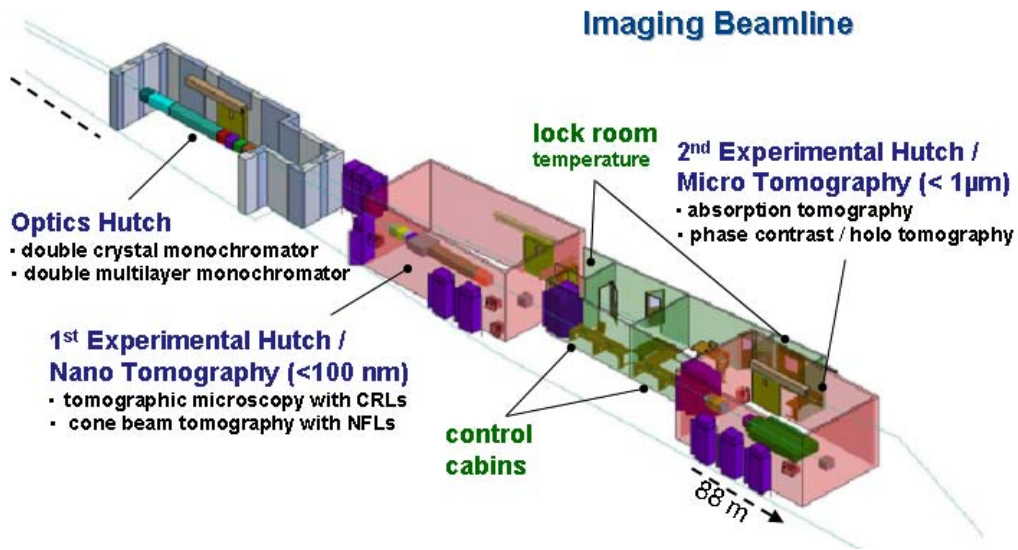 Imaging Beamline
lock room
temperature
2nd Experimental Hutch /
Micro Tomography (< 1µm)
· absorption tomography
· phase contrast / holo tomography
Optics Hutch
· double crystal monochromator
· double multilayer monochromator
1st Experimental Hutch /
Nano Tomography (<100 nm)
· tomographic microscopy with CRLs
· cone beam tomography with NFLs
control
cabins
88 m